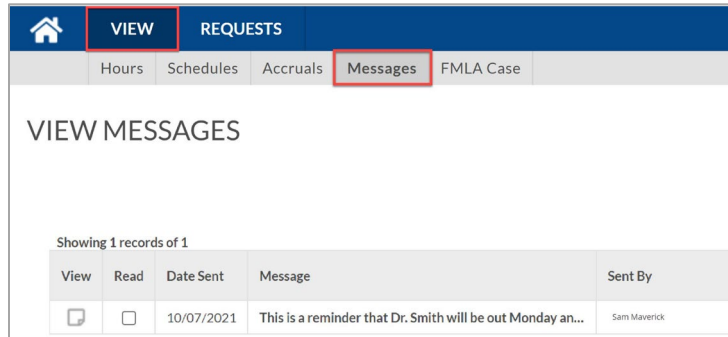 VIEW REQUESTS
Hours Schedules Accruals Messages FMLA Case
VIEW MESSAGES
Showing 1 records of 1
View Read Date Sent Message Sent By
10/07/2021 This is a reminder that Dr. Smith will be out Monday an... Sam Maverick